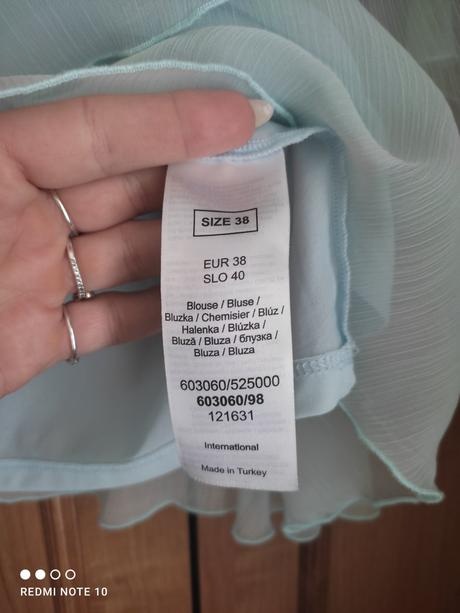 SIZE 38
EUR 38
SLO 40
Blouse / Bluse /
Bluzka / Chemisier / Blúz /
Halenka / Blúzka /
Bluză / Bluza / блузка /
Bluza / Bluza
603060/525000
603060/98
121631
International
Made in Turkey
REDMI NOTE 10